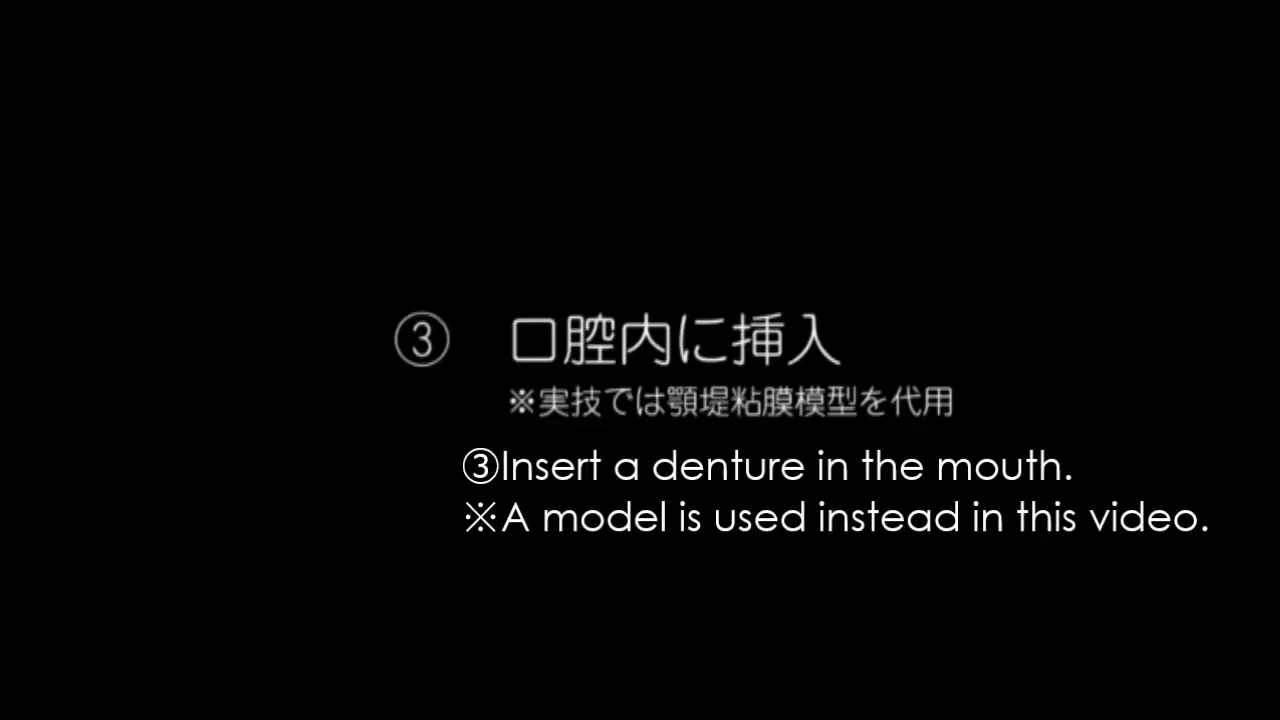 ③ 口腔内に挿入
※実技では顎堤粘膜模型を代用
③Insert a denture in the mouth.
※A model is used instead in this video.